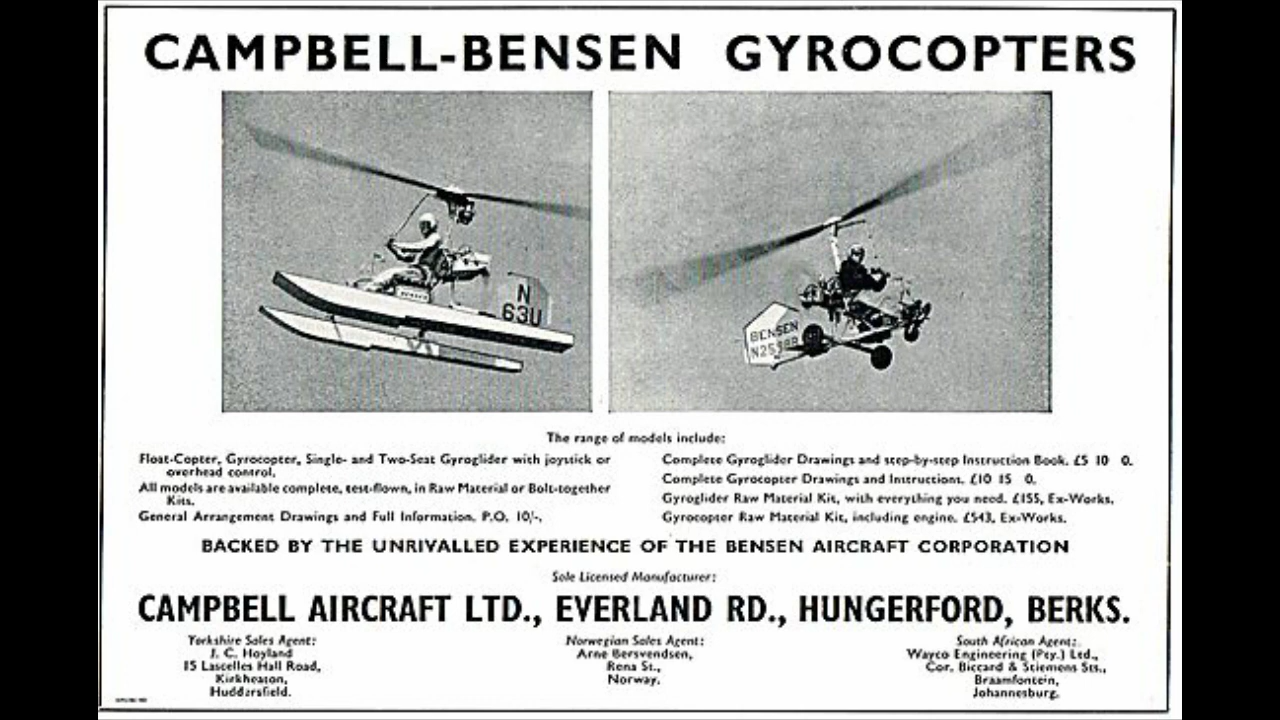 CAMPBELL-BENSEN GYROCOPTERS
N
63U
BENSEN
The range of models include:
Float-Copter, Gyrocopter, Single- and Two-Seat Gyroglider with joystick or
overhead control.
All models are available complete, test-flown, in Raw Material or Bolt-together
Kits.
General Arrangement Drawings and Full Information. P.O. 10/-.
Complete Gyroglider Drawings and step-by-step Instruction Book. £5 10 0.
Complete Gyrocopter Drawings and Instructions. £10 15 0.
Gyroglider Raw Material Kit, with everything you need. £155, Ex-Works.
Gyrocopter Raw Material Kit, including engine. £543, Ex-Works.
BACKED BY THE UNRIVALLED EXPERIENCE OF THE BENSEN AIRCRAFT CORPORATION
Sole Licensed Manufacturer:
CAMPBELL AIRCRAFT LTD., EVERLAND RD., HUNGERFORD, BERKS.
Yorkshire Sales Agent:
J. C. Hoyland
15 Lascelles Hall Road,
Kirkheaton,
Huddersfield.
Norwegian Sales Agent:
Arne Bersvendsen,
Rena St.,
Norway.
South African Agent:
Wayco Engineering (Pty.) Ltd.,
Cor. Biccard & Stiemens Sts.,
Braamfontein,
Johannesburg.